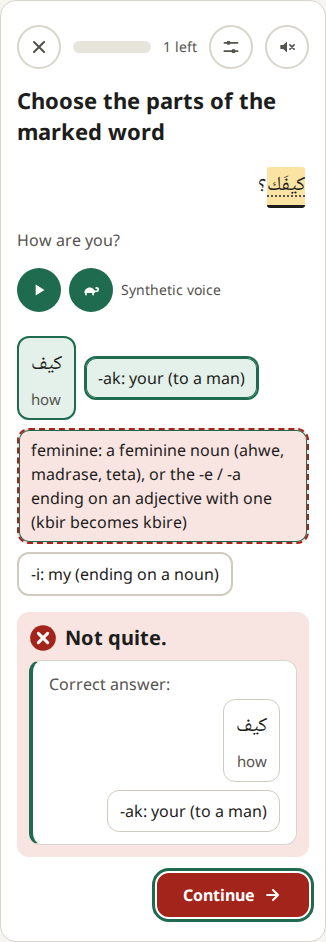 1 left
Choose the parts of the
marked word
كيفَك؟
How are you?
Synthetic voice
كيف
how
-ak: your (to a man)
feminine: a feminine noun (ahwe,
madrase, teta), or the -e / -a
ending on an adjective with one
(kbir becomes kbire)
-i: my (ending on a noun)
Not quite.
Correct answer:
كيف
how
-ak: your (to a man)
Continue